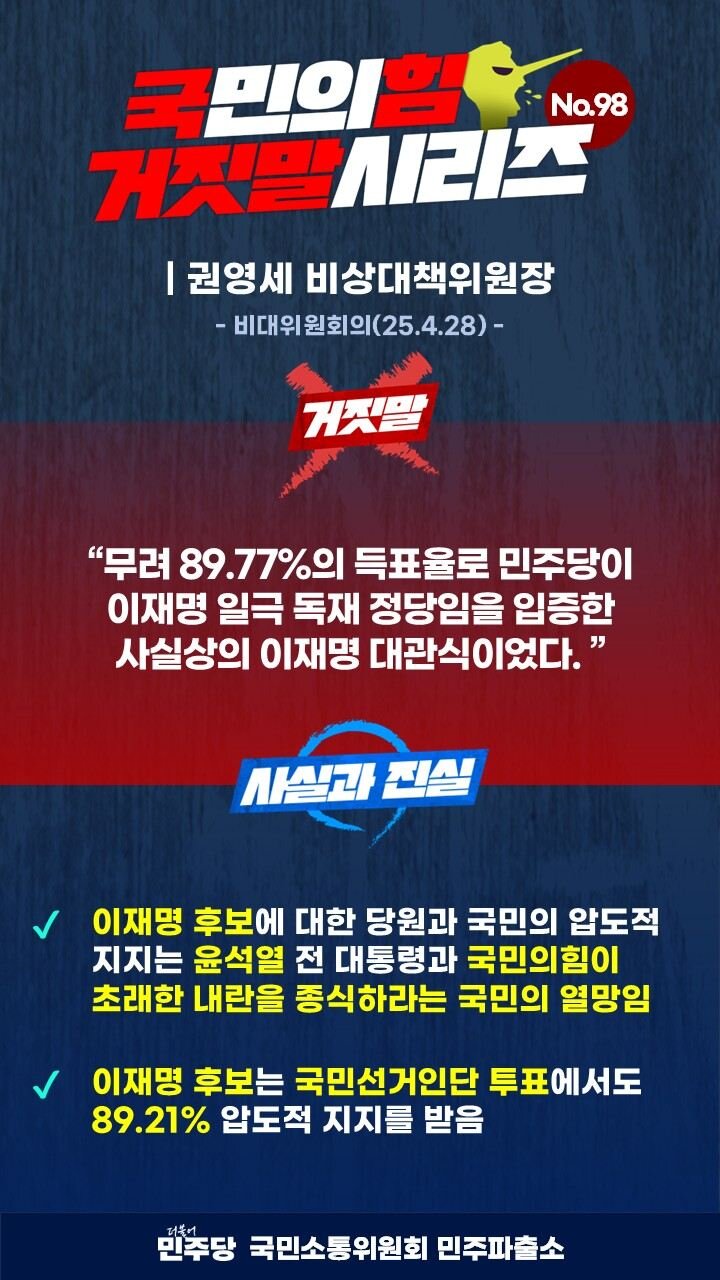 국민의힘
No.98
거짓말시리즈
| 권영세 비상대책위원장
- 비대위원회의(25.4.28) -
거짓말
“무려 89.77%의 득표율로 민주당이
이재명 일극 독재 정당임을 입증한
사실상의 이재명 대관식이었다. ”
사실과 진실
✓ 이재명 후보에 대한 당원과 국민의 압도적
지지는 윤석열 전 대통령과 국민의힘이
초래한 내란을 종식하라는 국민의 열망임
✓ 이재명 후보는 국민선거인단 투표에서도
89.21% 압도적 지지를 받음
더불어
민주당 국민소통위원회 민주파출소